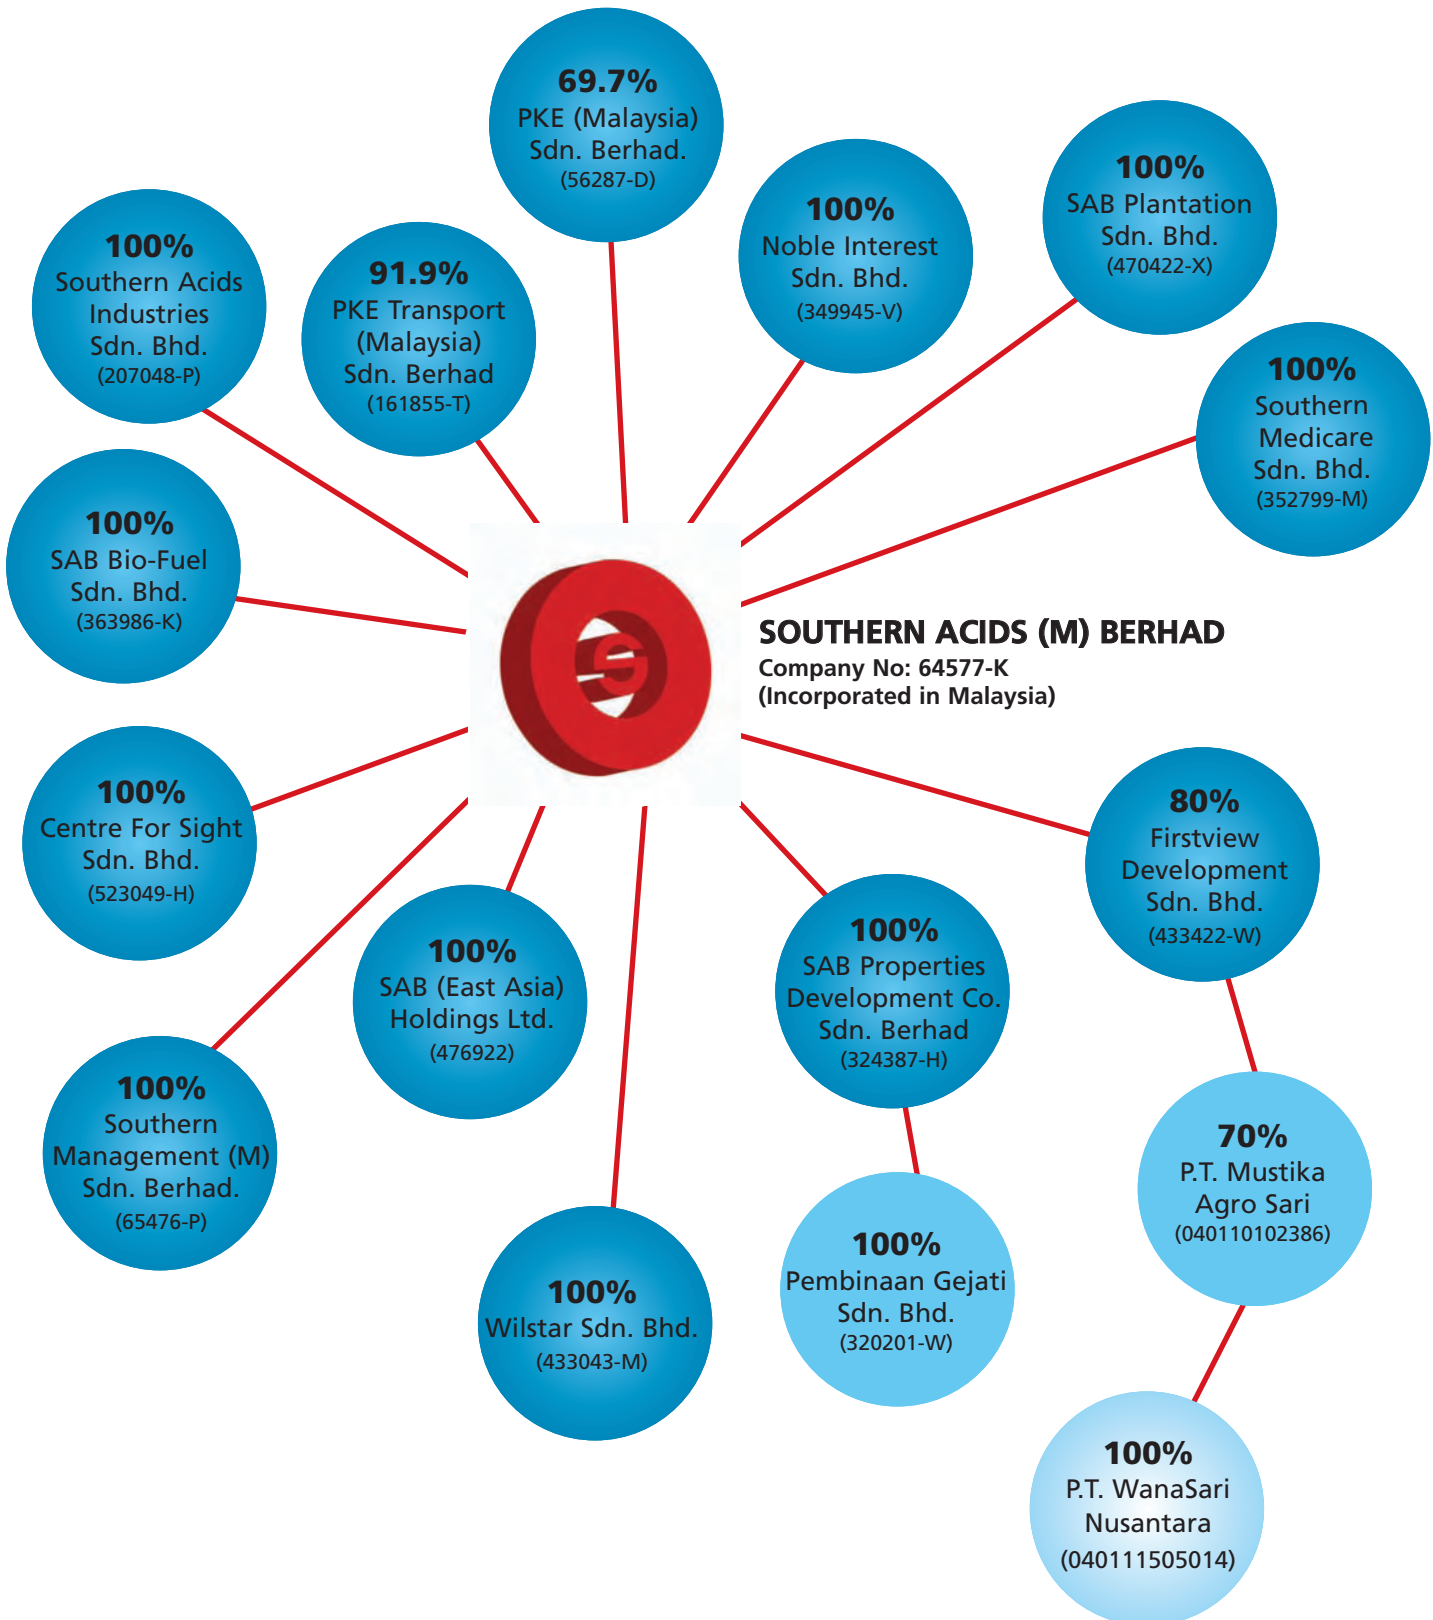 69.7%
PKE (Malaysia)
Sdn. Berhad.
(56287-D)
100%
SAB Plantation
Sdn. Bhd.
(470422-X)
100%
Noble Interest
Sdn. Bhd.
(349945-V)
100%
Southern Acids
Industries
Sdn. Bhd.
(207048-P)
91.9%
PKE Transport
(Malaysia)
Sdn. Berhad
(161855-T)
100%
Southern
Medicare
Sdn. Bhd.
(352799-M)
100%
SAB Bio-Fuel
Sdn. Bhd.
(363986-K)
S
SOUTHERN ACIDS (M) BERHAD
Company No: 64577-K
(Incorporated in Malaysia)
100%
Centre For Sight
Sdn. Bhd.
(523049-H)
80%
Firstview
Development
Sdn. Bhd.
(433422-W)
100%
SAB (East Asia)
Holdings Ltd.
(476922)
100%
SAB Properties
Development Co.
Sdn. Berhad
(324387-H)
100%
Southern
Management (M)
Sdn. Berhad.
(65476-P)
70%
P.T. Mustika
Agro Sari
(040110102386)
100%
Pembinaan Gejati
Sdn. Bhd.
(320201-W)
100%
Wilstar Sdn. Bhd.
(433043-M)
100%
P.T. WanaSari
Nusantara
(040111505014)